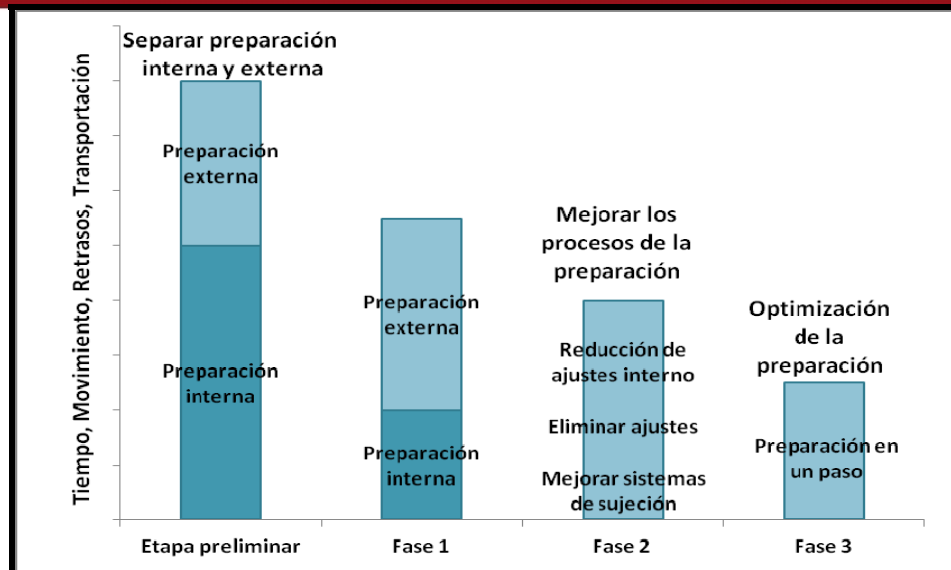 Tiempo, Movimiento, Retrasos, Transportación
Separar preparación
interna y externa
Preparación
externa
Preparación
interna
Preparación
externa
Preparación
interna
Mejorar los
procesos de la
preparación
Reducción de
ajustes interno
Eliminar ajustes
Mejorar sistemas
de sujeción
Optimización
de la
preparación
Preparación en
un paso
Etapa preliminar
Fase 1
Fase 2
Fase 3